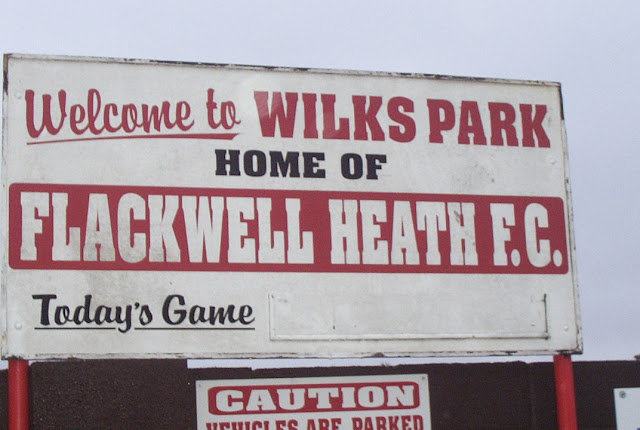 Welcome to WILKS PARK
HOME OF
FLACKWELL HEATH F.C.
Today's Game
CAUTION
VEHICLES ARE PARKED